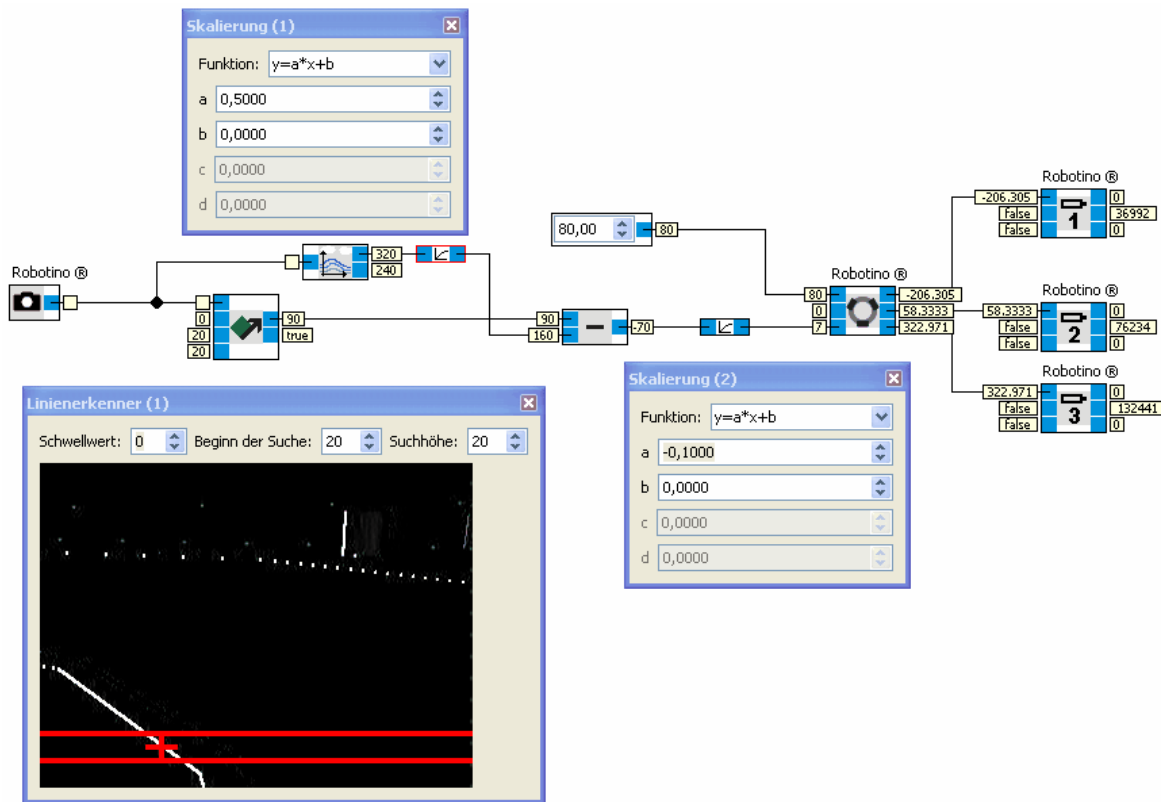 Skalierung (1)
Funktion: y=a*x+b
a 0,5000
b 0,0000
c 0,0000
d 0,0000
Robotino ®
320
240
0
20
20
90
true
80,00
80
90
160
-70
Robotino ®
80
0
7
-206.305
58.3333
322.971
Robotino ®
-206.305
False
False
1
0
36992
0
Robotino ®
58.3333
False
False
2
0
76234
0
Robotino ®
322.971
False
False
3
0
132441
0
Linienerkenner (1)
Schwellwert: 0 Beginn der Suche: 20 Suchhöhe: 20
Skalierung (2)
Funktion: y=a*x+b
a -0,1000
b 0,0000
c 0,0000
d 0,0000